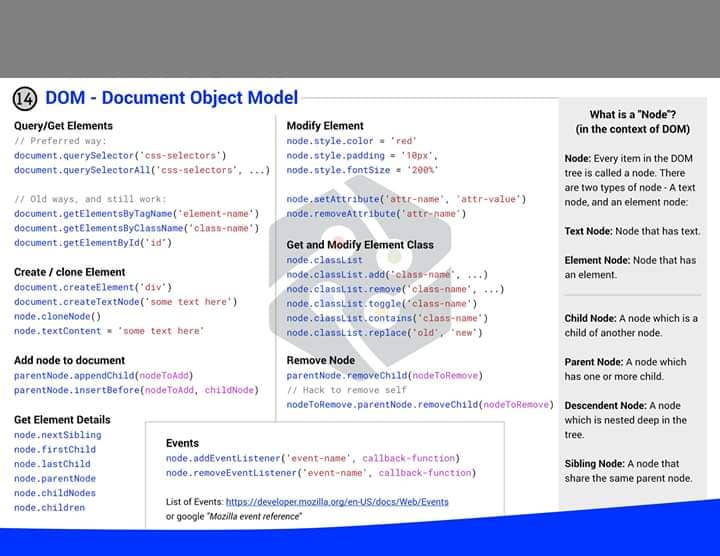 14 DOM - Document Object Model
Query/Get Elements
// Preferred way:
document.querySelector('css-selectors')
document.querySelectorAll('css-selectors', ...)
// Old ways, and still work:
document.getElementsByTagName('element-name')
document.getElementsByClassName('class-name')
document.getElementById('id')
Create / clone Element
document.createElement('div')
document.createTextNode('some text here')
node.cloneNode()
node.textContent = 'some text here'
Add node to document
parentNode.appendChild(nodeToAdd)
parentNode.insertBefore(nodeToAdd, childNode)
Get Element Details
node.nextSibling
node.firstChild
node.lastChild
node.parentNode
node.childNodes
node.children
Modify Element
node.style.color = 'red'
node.style.padding = '10px',
node.style.fontSize = '200%'
node.setAttribute('attr-name', 'attr-value')
node.removeAttribute('attr-name')
Get and Modify Element Class
node.classList
node.classList.add('class-name', ...)
node.classList.remove('class-name', ...)
node.classList.toggle('class-name')
node.classList.contains('class-name')
node.classList.replace('old', 'new')
Remove Node
parentNode.removeChild(nodeToRemove)
// Hack to remove self
nodeToRemove.parentNode.removeChild(nodeToRemove)
Events
node.addEventListener('event-name', callback-function)
node.removeEventListener('event-name', callback-function)
List of Events: https://developer.mozilla.org/en-US/docs/Web/Events
or google "Mozilla event reference"
What is a "Node"?
(in the context of DOM)
Node: Every item in the DOM
tree is called a node. There
are two types of node - A text
node, and an element node:
Text Node: Node that has text.
Element Node: Node that has
an element.
Child Node: A node which is a
child of another node.
Parent Node: A node which
has one or more child.
Descendent Node: A node
which is nested deep in the
tree.
Sibling Node: A node that
share the same parent node.